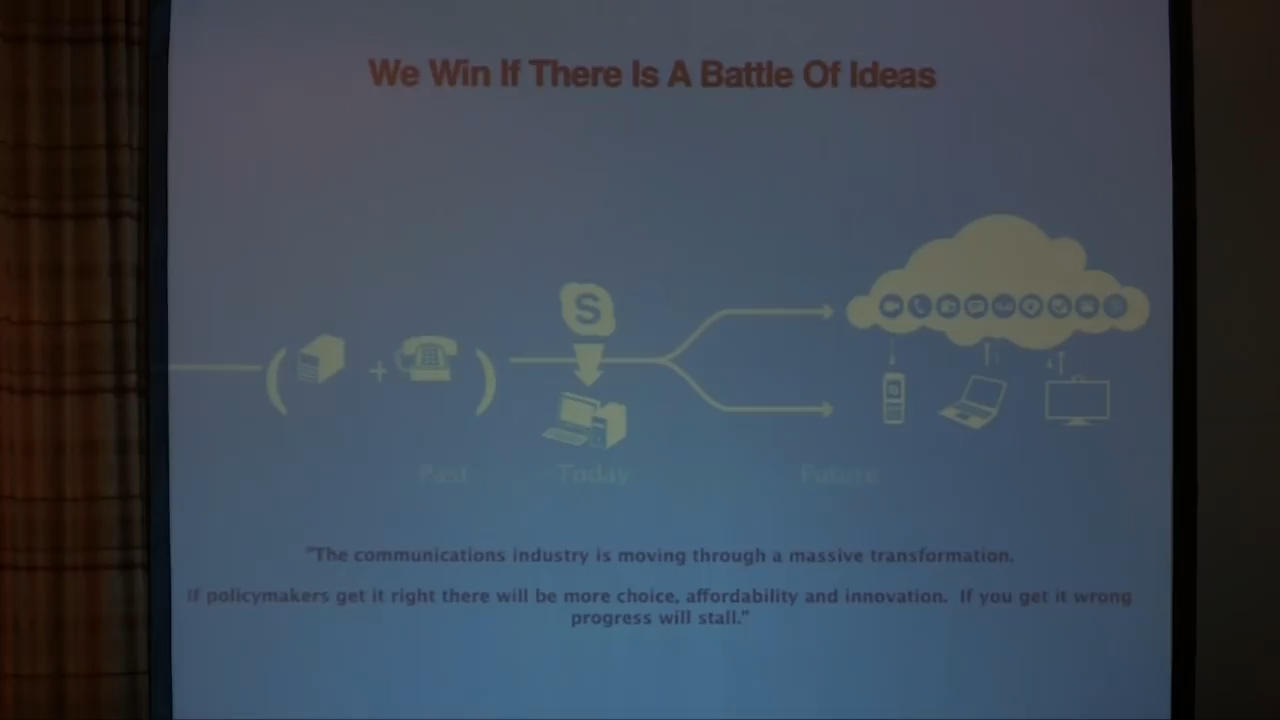 We Win If There Is A Battle Of Ideas
S
+
Past
Today
Future
"The communications industry is moving through a massive transformation.
If policymakers get it right there will be more choice, affordability and innovation.  If you get it wrong
progress will stall."